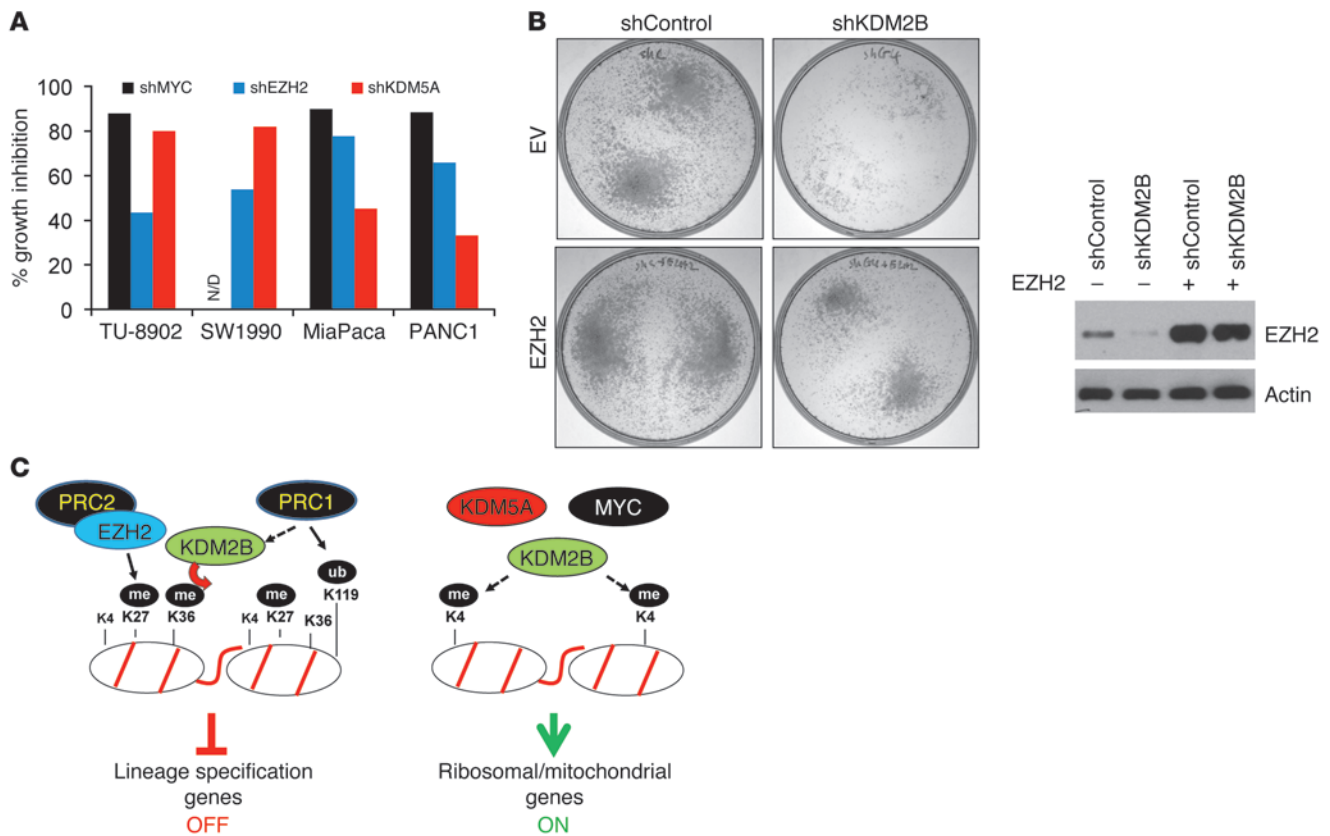 A
shMYC shEZH2 shKDM5A
% growth inhibition
100
80
60
40
20
0
N/D
TU-8902 SW1990 MiaPaca PANC1
B
shControl shKDM2B
EV
EZH2
shControl shKDM2B shControl shKDM2B
EZH2 – – + +
EZH2
Actin
C
PRC2
EZH2
KDM2B
PRC1
me me me ub
K4 K27 K36 K4 K27 K36 K119
Lineage specification
genes
OFF
KDM5A MYC
KDM2B
me me
K4 K4
Ribosomal/mitochondrial
genes
ON